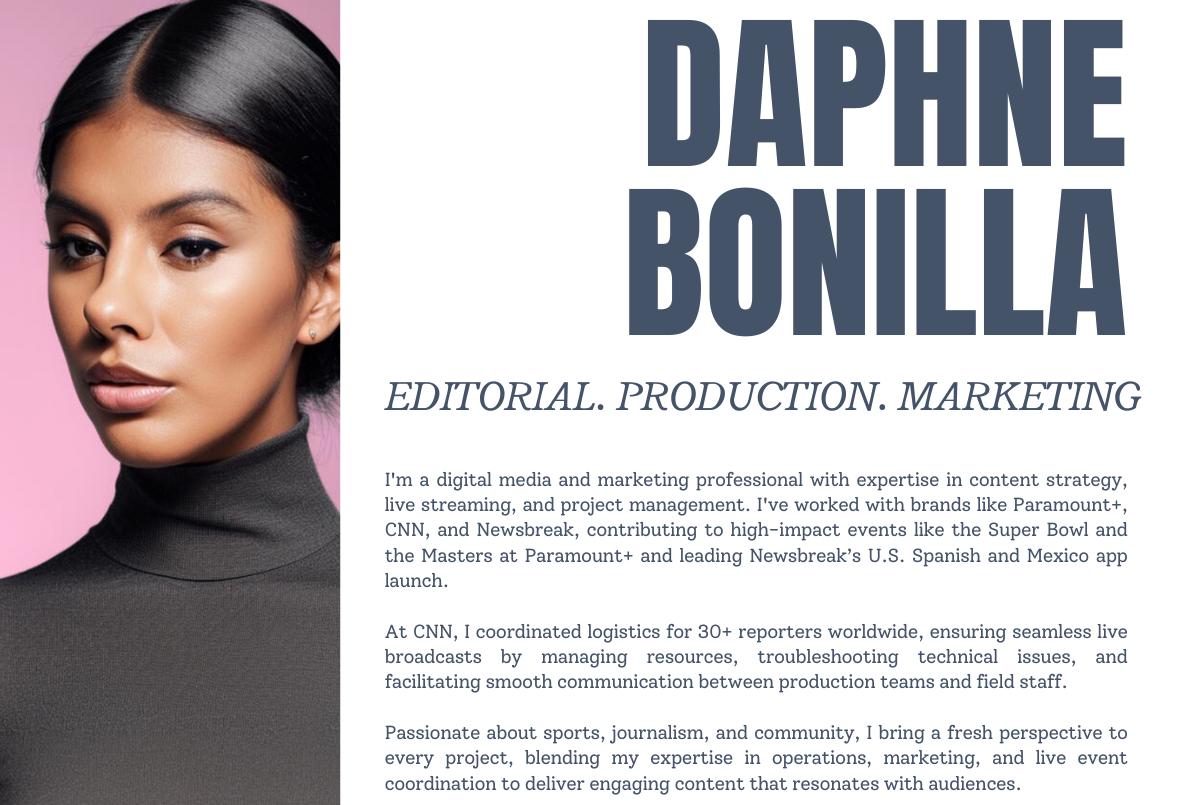 DAPHNE
BONILLA
EDITORIAL. PRODUCTION. MARKETING
I'm a digital media and marketing professional with expertise in content strategy,
live streaming, and project management. I've worked with brands like Paramount+,
CNN, and Newsbreak, contributing to high-impact events like the Super Bowl and
the Masters at Paramount+ and leading Newsbreak’s U.S. Spanish and Mexico app
launch.
At CNN, I coordinated logistics for 30+ reporters worldwide, ensuring seamless live
broadcasts by managing resources, troubleshooting technical issues, and
facilitating smooth communication between production teams and field staff.
Passionate about sports, journalism, and community, I bring a fresh perspective to
every project, blending my expertise in operations, marketing, and live event
coordination to deliver engaging content that resonates with audiences.